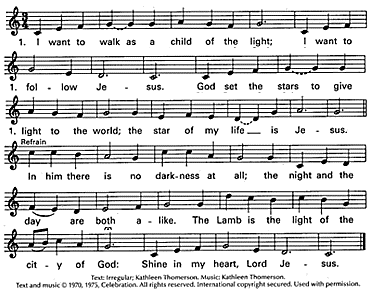 1. I want to walk as a child of the light; I want to
1. fol - low Je - sus. God set the stars to give
1. light to the world; the star of my life__ is Je - sus.
Refrain
In him there is no dark-ness at all; the night and the
day are both a - like. The Lamb is the light of the
cit - y of God: Shine in my heart, Lord Je - sus.
Text: Irregular; Kathleen Thomerson. Music: Kathleen Thomerson.
Text and music © 1970, 1975, Celebration. All rights reserved. International copyright secured. Used with permission.